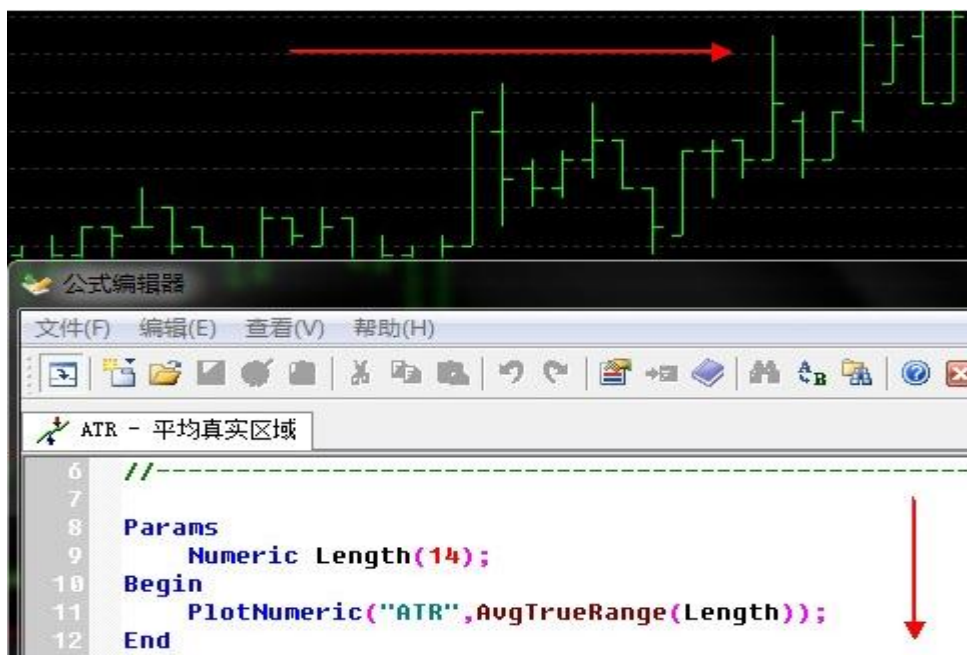 公式编辑器
文件(F) 编辑(E) 查看(V) 帮助(H)
A B
ATR - 平均真实区域
6 //----------------------------------------------------
7
8 Params
9 Numeric Length(14);
10 Begin
11 PlotNumeric("ATR",AvgTrueRange(Length));
12 End